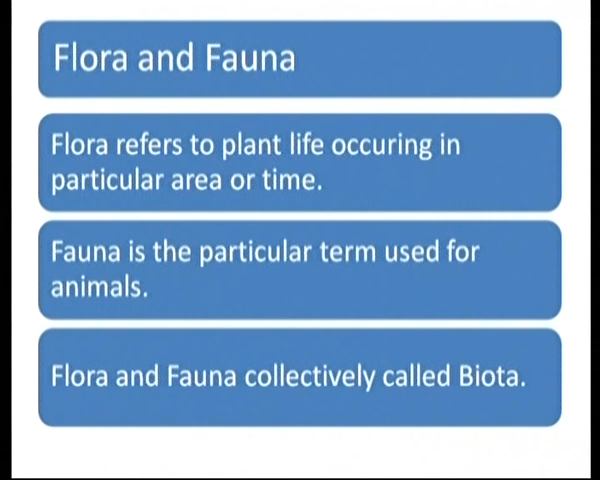 Flora and Fauna
Flora refers to plant life occuring in
particular area or time.
Fauna is the particular term used for
animals.
Flora and Fauna collectively called Biota.